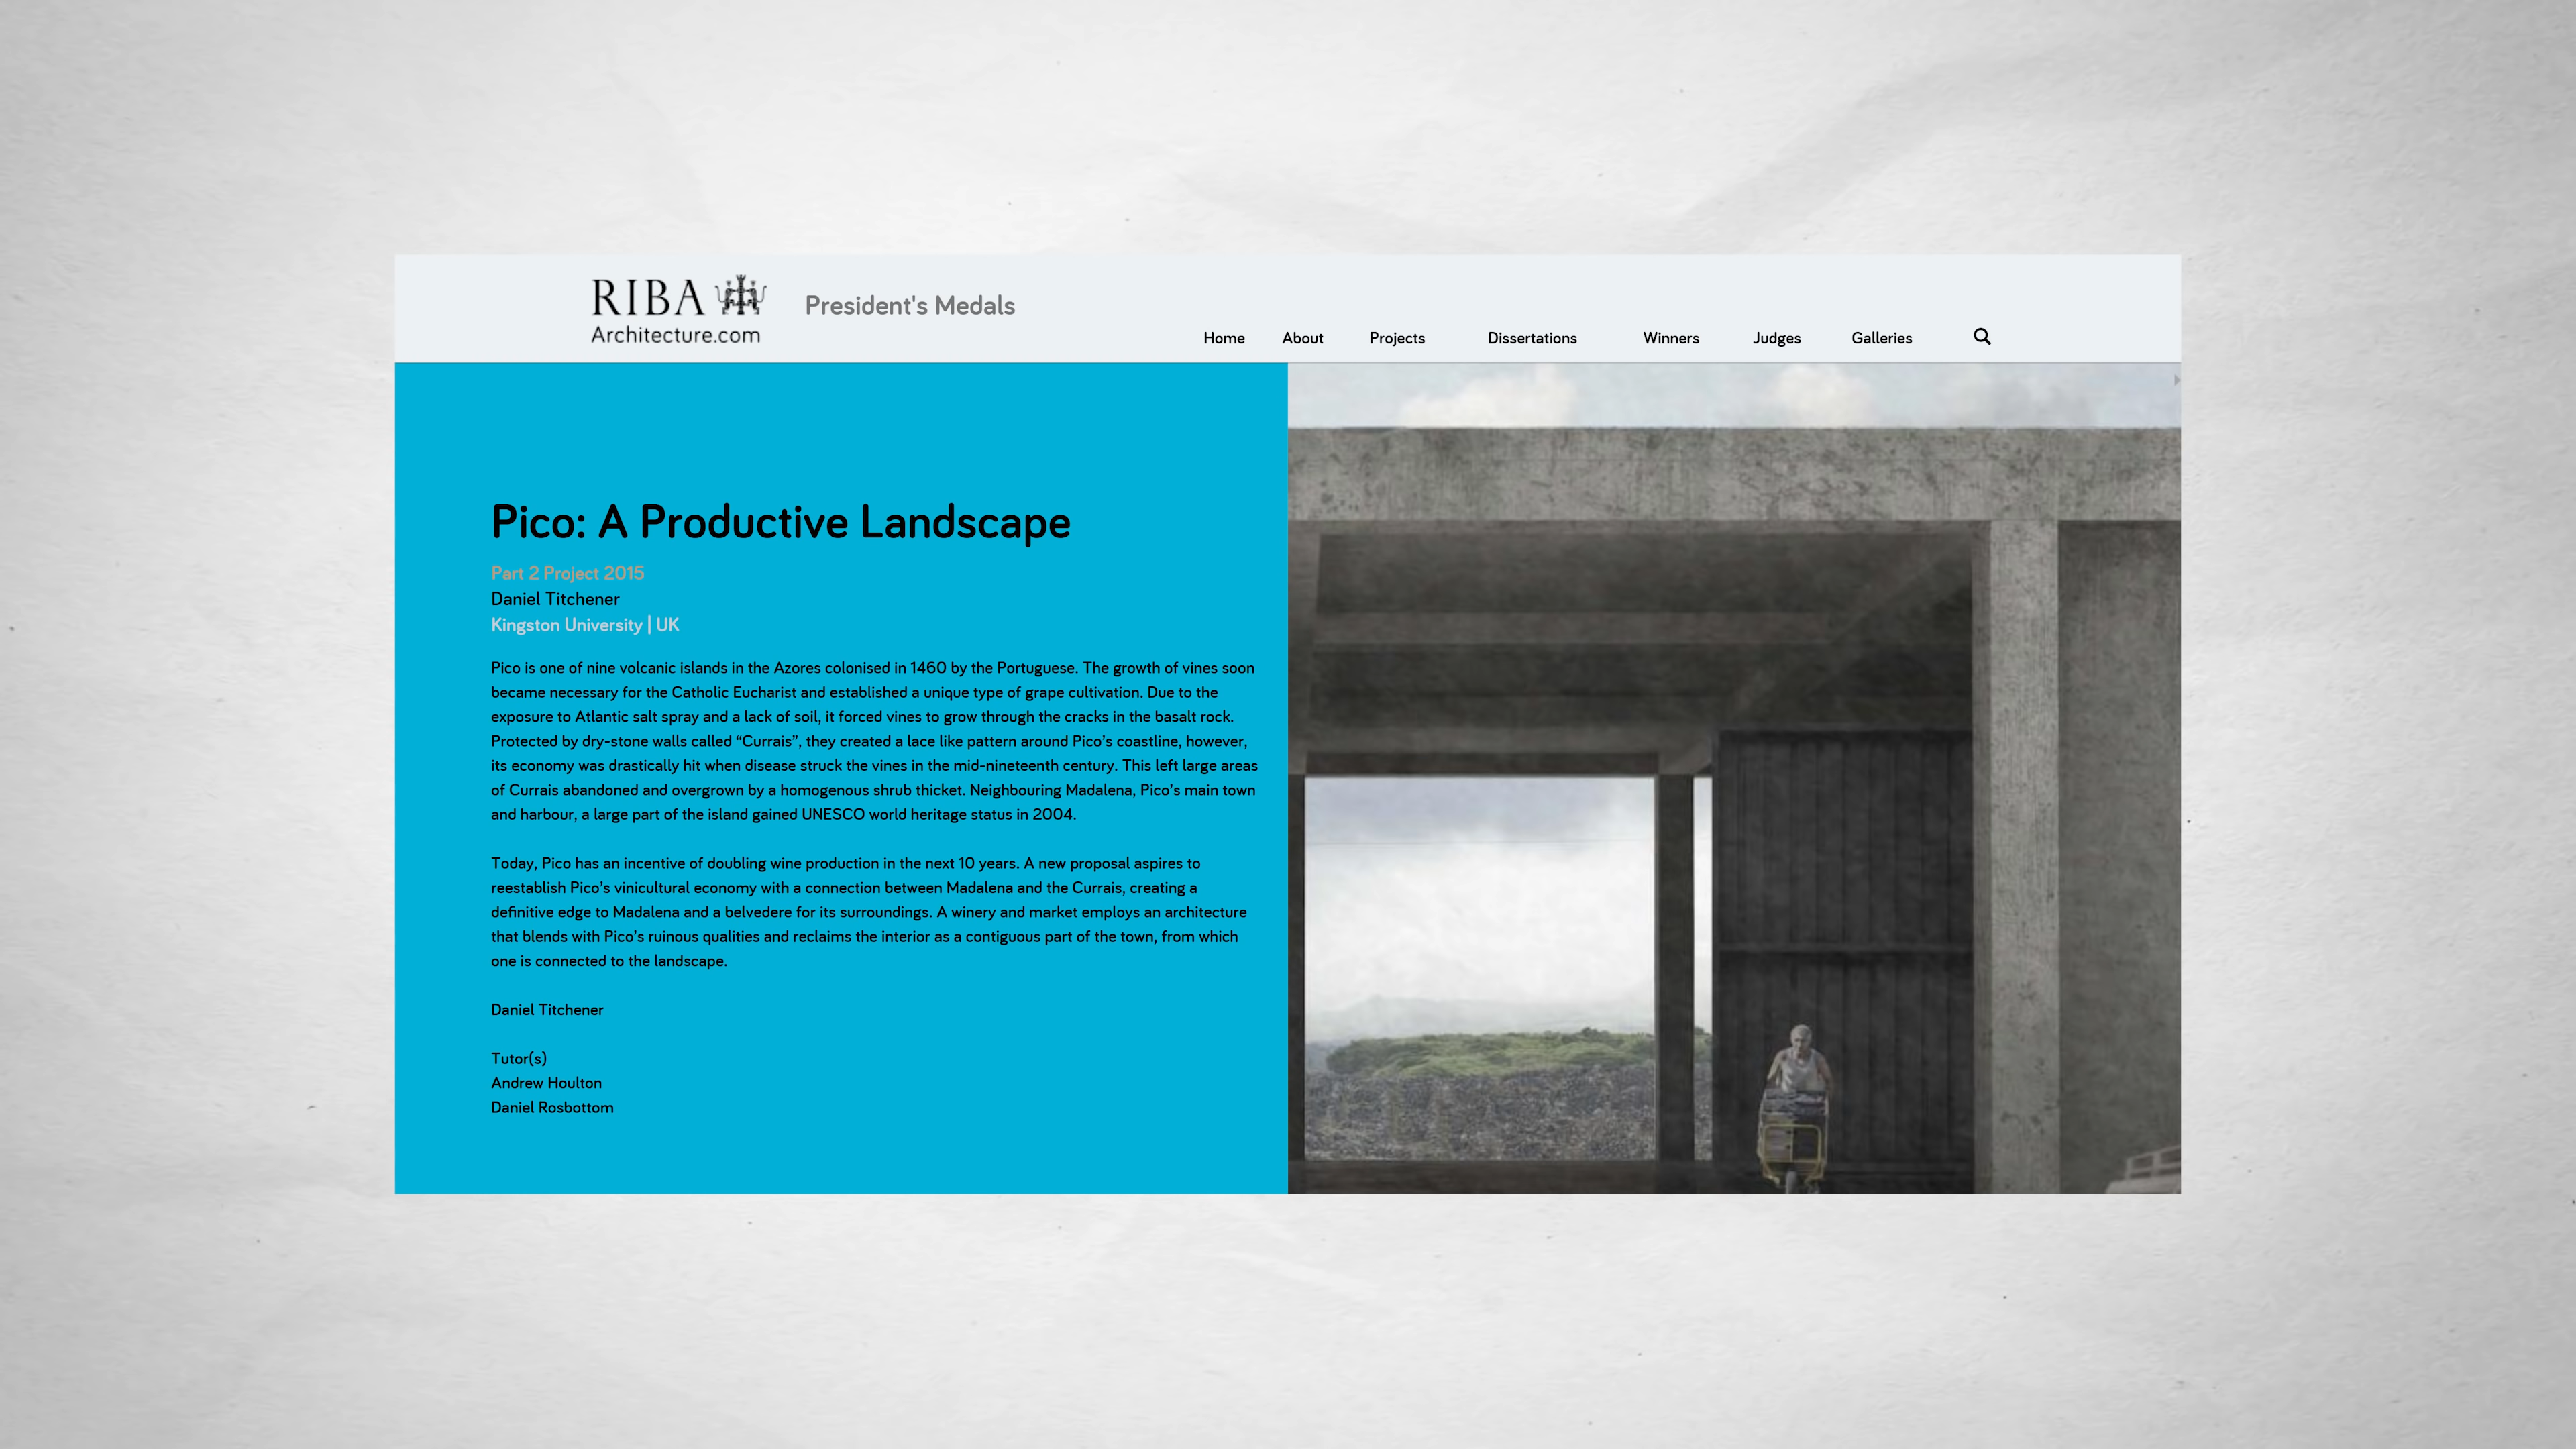 RIBA
Architecture.com
President's Medals
Home About Projects Dissertations Winners Judges Galleries
Pico: A Productive Landscape
Part 2 Project 2015
Daniel Titchener
Kingston University | UK
Pico is one of nine volcanic islands in the Azores colonised in 1460 by the Portuguese. The growth of vines soon
became necessary for the Catholic Eucharist and established a unique type of grape cultivation. Due to the
exposure to Atlantic salt spray and a lack of soil, it forced vines to grow through the cracks in the basalt rock.
Protected by dry-stone walls called “Currais”, they created a lace like pattern around Pico’s coastline, however,
its economy was drastically hit when disease struck the vines in the mid-nineteenth century. This left large areas
of Currais abandoned and overgrown by a homogenous shrub thicket. Neighbouring Madalena, Pico’s main town
and harbour, a large part of the island gained UNESCO world heritage status in 2004.
Today, Pico has an incentive of doubling wine production in the next 10 years. A new proposal aspires to
reestablish Pico’s vinicultural economy with a connection between Madalena and the Currais, creating a
definitive edge to Madalena and a belvedere for its surroundings. A winery and market employs an architecture
that blends with Pico’s ruinous qualities and reclaims the interior as a contiguous part of the town, from which
one is connected to the landscape.
Daniel Titchener
Tutor(s)
Andrew Houlton
Daniel Rosbottom